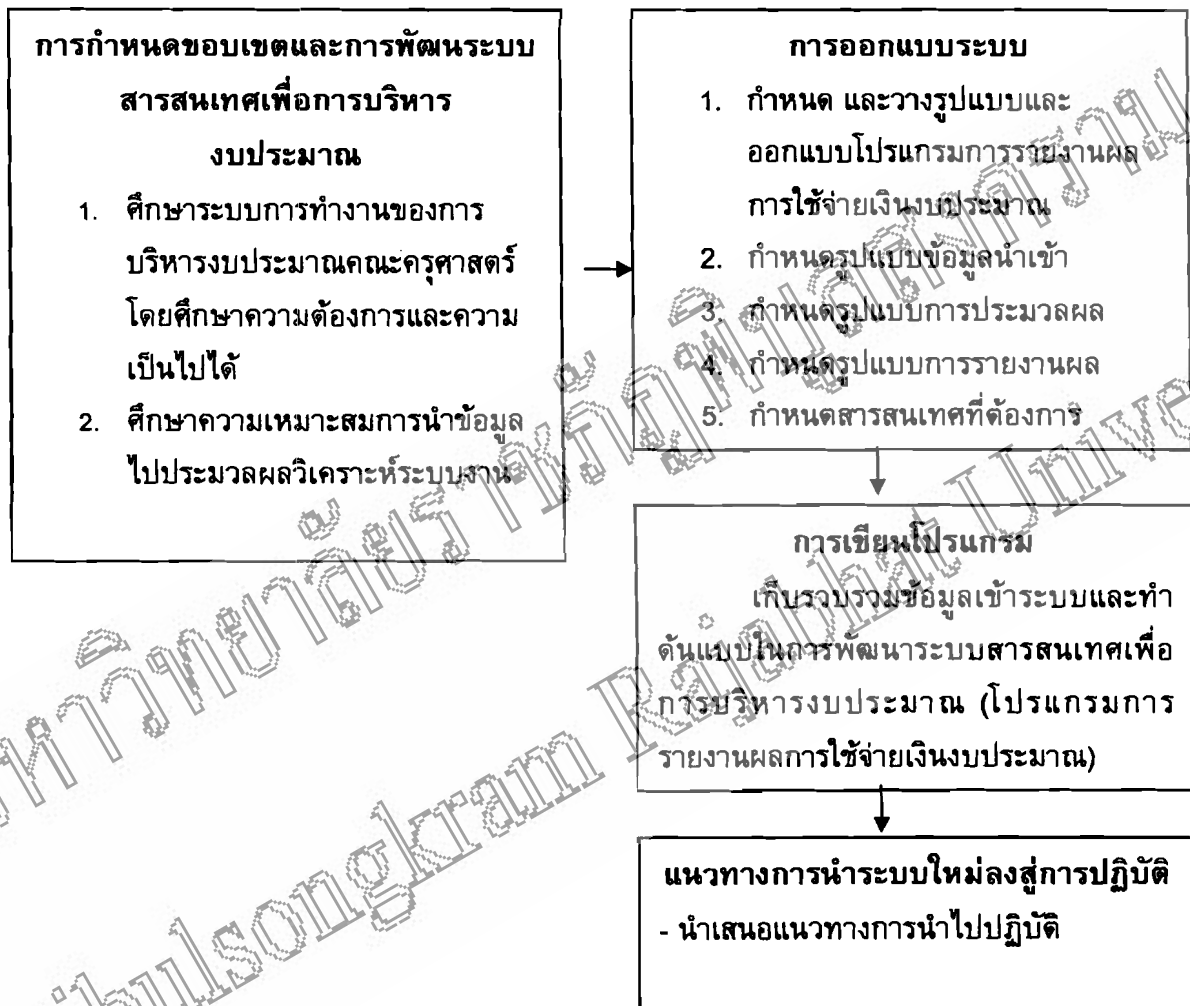 การกำหนดขอบเขตและการพัฒนระบบ
สารสนเทศเพื่อการบริหาร
งบประมาณ
1. ศึกษาระบบการทำงานของการ
บริหารงบประมาณคณะครุศาสตร์
โดยศึกษาความต้องการและความ
เป็นไปได้
2. ศึกษาความเหมาะสมการนำข้อมูล
ไปประมวลผลวิเคราะห์ระบบงาน
การออกแบบระบบ
1. กำหนด และวางรูปแบบและ
ออกแบบโปรแกรมการรายงานผล
การใช้จ่ายเงินงบประมาณ
2. กำหนดรูปแบบข้อมูลนำเข้า
3. กำหนดรูปแบบการประมวลผล
4. กำหนดรูปแบบการรายงานผล
5. กำหนดสารสนเทศที่ต้องการ
การเขียนโปรแกรม
เก็บรวบรวมข้อมูลเข้าระบบและทำ
ต้นแบบในการพัฒนาระบบสารสนเทศเพื่อ
การบริหารงบประมาณ (โปรแกรมการ
รายงานผลการใช้จ่ายเงินงบประมาณ)
แนวทางการนำระบบใหม่ลงสู่การปฏิบัติ
- นำเสนอแนวทางการนำไปปฏิบัติ
มหาวิทยาลัยราชภัฏพิบูลสงคราม
ibulsongkram Rajabhat Unive